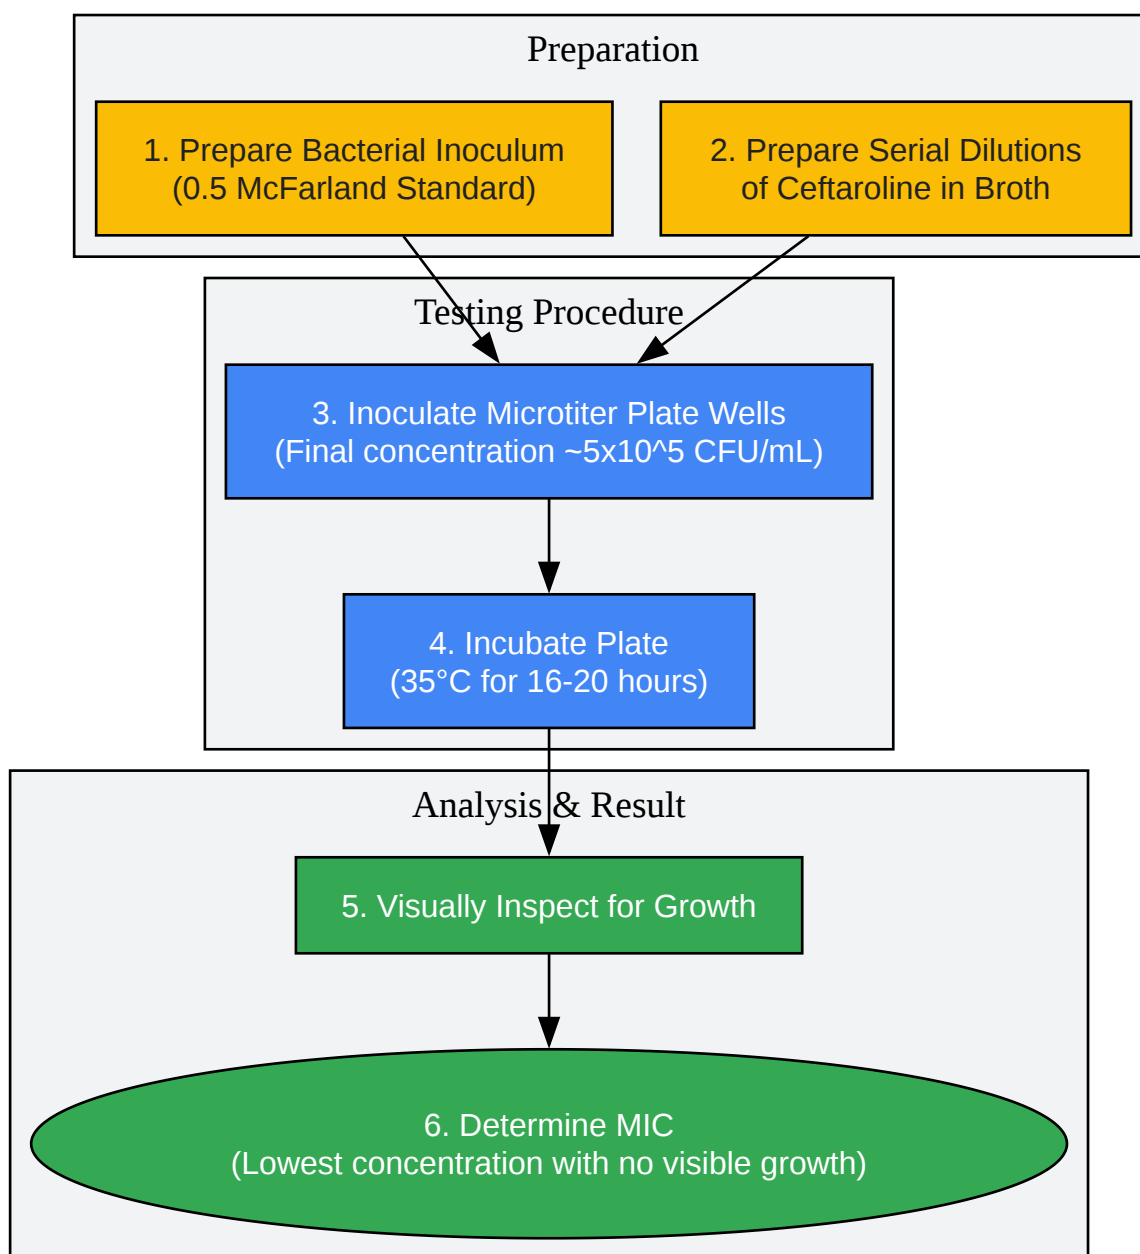 Preparation
1. Prepare Bacterial Inoculum
(0.5 McFarland Standard)
2. Prepare Serial Dilutions
of Ceftaroline in Broth
Testing Procedure
3. Inoculate Microtiter Plate Wells
(Final concentration ~5x10^5 CFU/mL)
4. Incubate Plate
(35°C for 16-20 hours)
Analysis & Result
5. Visually Inspect for Growth
6. Determine MIC
(Lowest concentration with no visible growth)